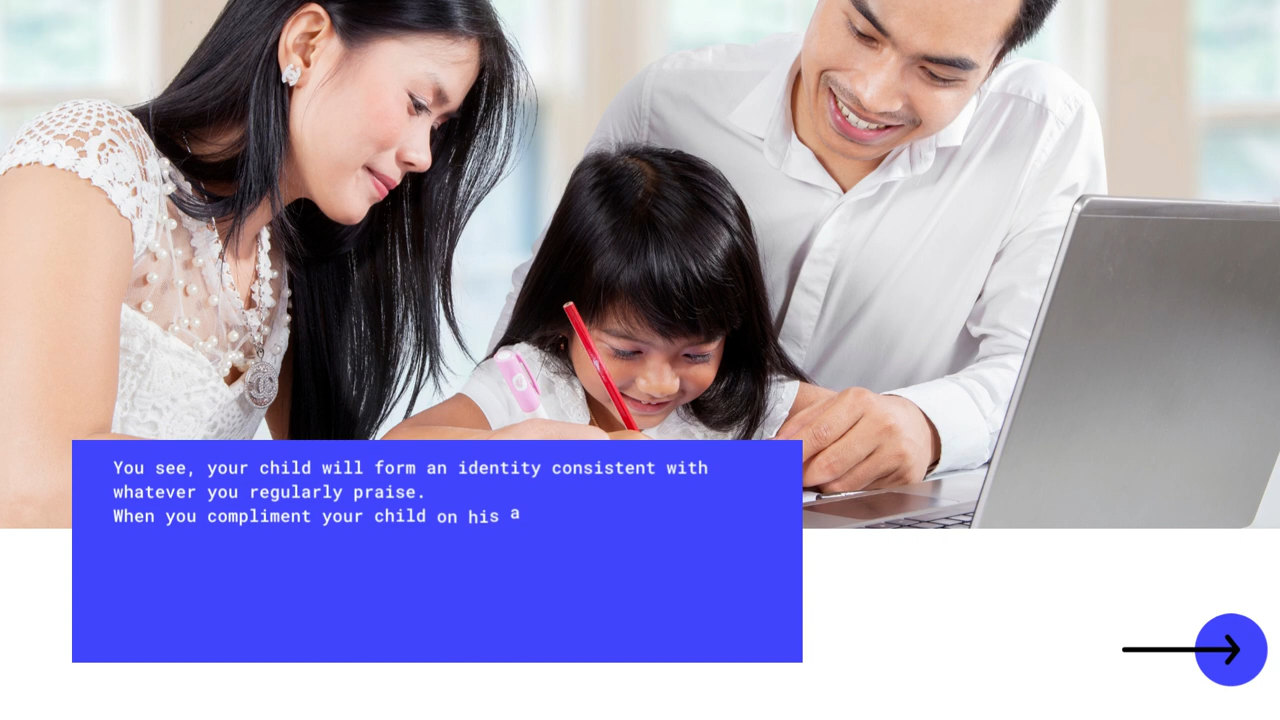 You see, your child will form an identity consistent with
whatever you regularly praise.
When you compliment your child on his a